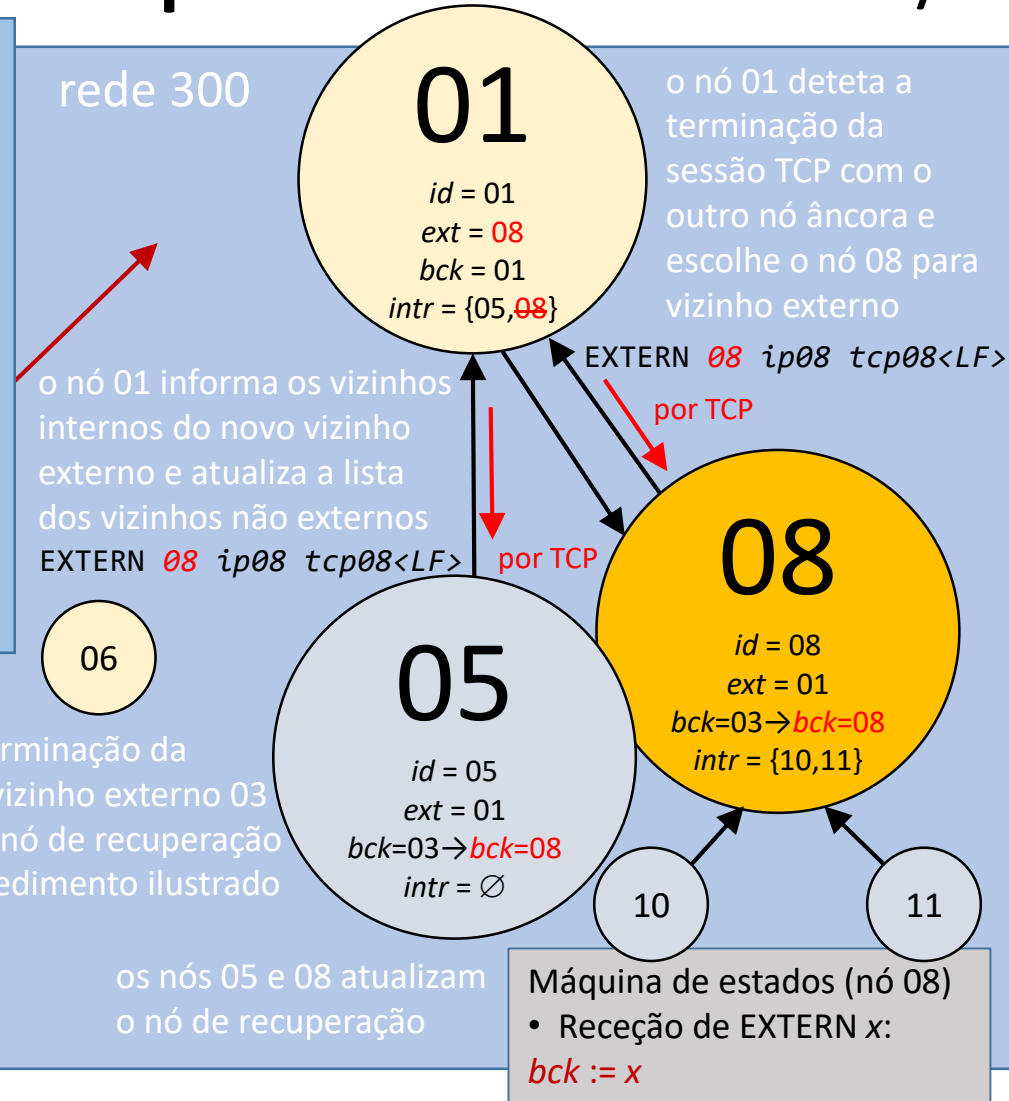 rede 300
01
id = 01
ext = 08
bck = 01
intr = {05,08}
o nó 01 deteta a
terminação da
sessão TCP com o
outro nó âncora e
escolhe o nó 08 para
vizinho externo
EXTERN 08 ip08 tcp08<LF>
por TCP
o nó 01 informa os vizinhos
internos do novo vizinho
externo e atualiza a lista
dos vizinhos não externos
EXTERN 08 ip08 tcp08<LF>
por TCP
06
08
id = 08
ext = 01
bck=03→bck=08
intr = {10,11}
05
id = 05
ext = 01
bck=03→bck=08
intr = ∅
rminação da
vizinho externo 03
nó de recuperação
edimento ilustrado
10
11
os nós 05 e 08 atualizam
o nó de recuperação
Máquina de estados (nó 08)
• Receção de EXTERN x:
bck := x